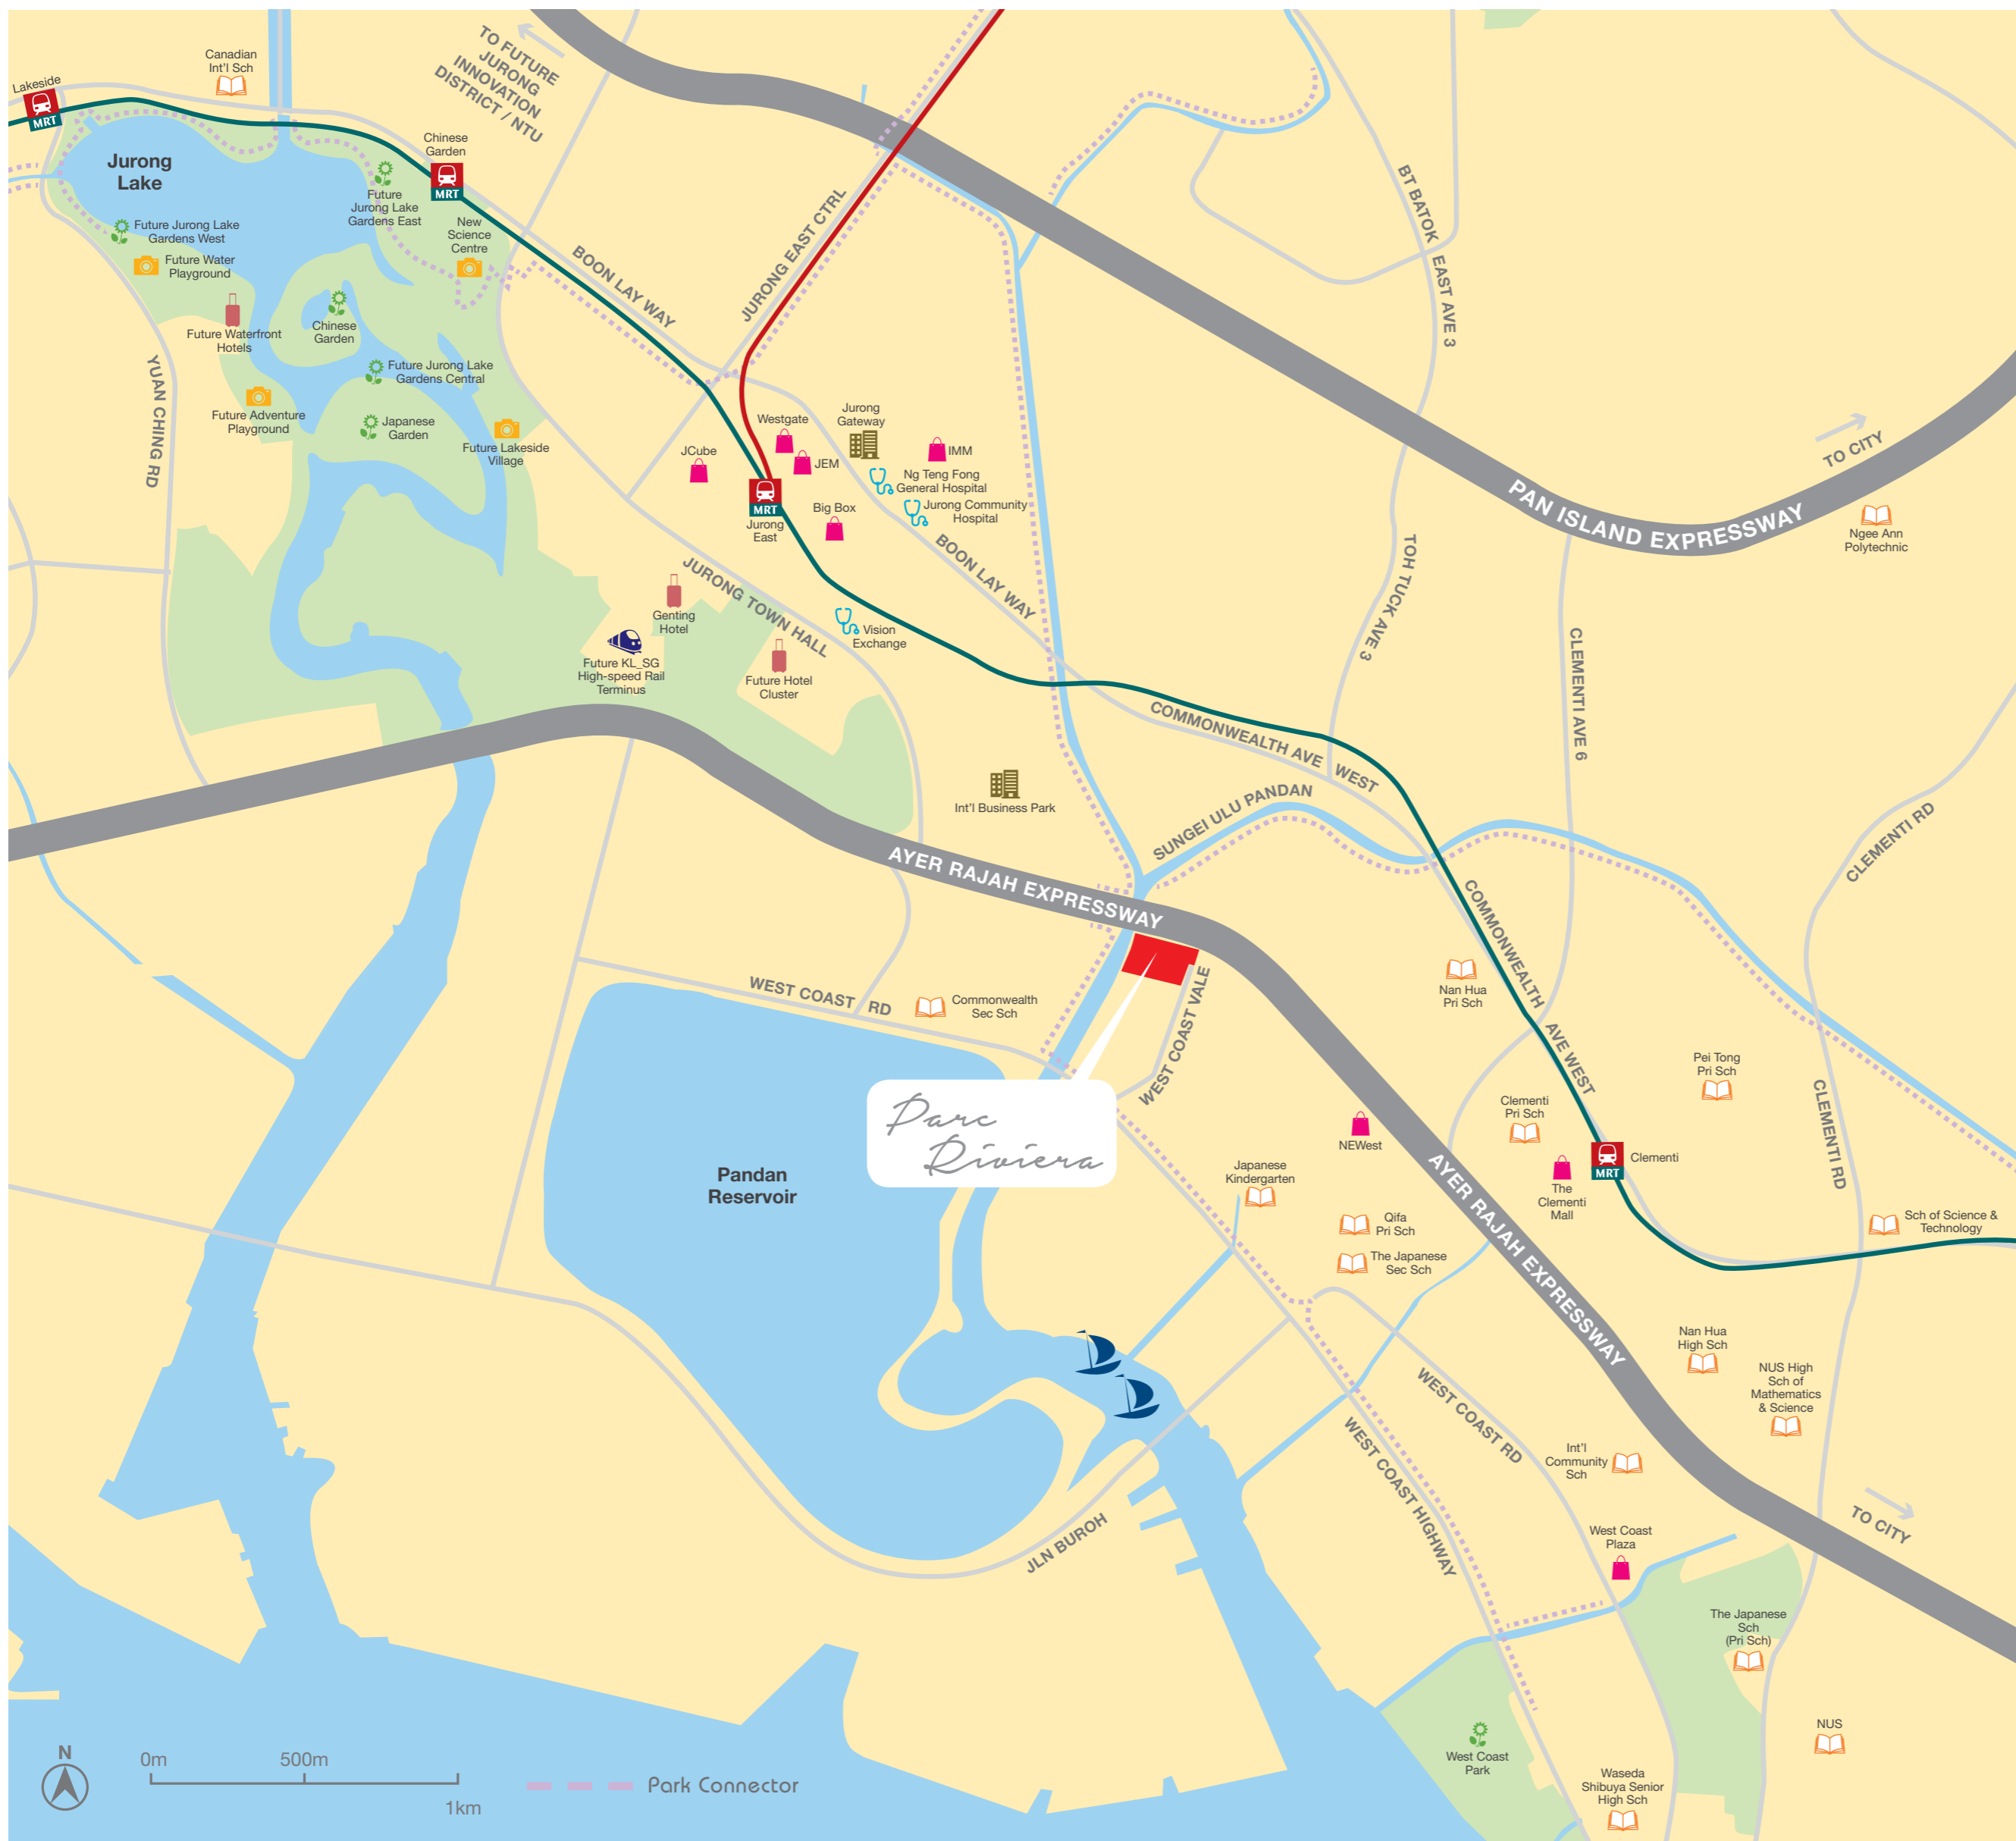 Canadian
Int'l Sch
Lakeside
MRT
TO FUTURE
JURONG
INNOVATION
DISTRICT / NTU
Chinese
Garden
MRT
Jurong
Lake
Future
Jurong Lake
Gardens East
New
Science
Centre
Future Jurong Lake
Gardens West
Future Water
Playground
Future Waterfront
Hotels
Chinese
Garden
Future Jurong Lake
Gardens Central
Future Adventure
Playground
Japanese
Garden
Future Lakeside
Village
YUAN CHING RD
BOON LAY WAY
JURONG EAST CTRL
BT BATOK EAST AVE 3
Westgate
Jurong
Gateway
JCube
JEM
IMM
Ng Teng Fong
General Hospital
Jurong Community
Hospital
MRT
Jurong
East
Big Box
BOON LAY WAY
PAN ISLAND EXPRESSWAY
TO CITY
Ngee Ann
Polytechnic
JURONG TOWN HALL
Genting
Hotel
Vision
Exchange
Future KL_SG
High-speed Rail
Terminus
Future Hotel
Cluster
TOH TUCK AVE 3
CLEMENTI AVE 6
COMMONWEALTH AVE WEST
Int'l Business Park
SUNGEI ULU PANDAN
CLEMENTI RD
AYER RAJAH EXPRESSWAY
COMMONWEALTH AVE WEST
WEST COAST RD
Commonwealth
Sec Sch
WEST COAST VALE
Nan Hua
Pri Sch
Pei Tong
Pri Sch
Clementi
Pri Sch
CLEMENTI RD
Parc
Riviera
NEWest
MRT
Clementi
The
Clementi
Mall
Pandan
Reservoir
Japanese
Kindergarten
Qifa
Pri Sch
The Japanese
Sec Sch
AYER RAJAH EXPRESSWAY
Sch of Science &
Technology
Nan Hua
High Sch
NUS High
Sch of
Mathematics
& Science
WEST COAST RD
WEST COAST HIGHWAY
Int'l
Community
Sch
JLN BUROH
West Coast
Plaza
TO CITY
The Japanese
Sch
(Pri Sch)
NUS
West Coast
Park
Waseda
Shibuya Senior
High Sch
N
0m
500m
1km
Park Connector